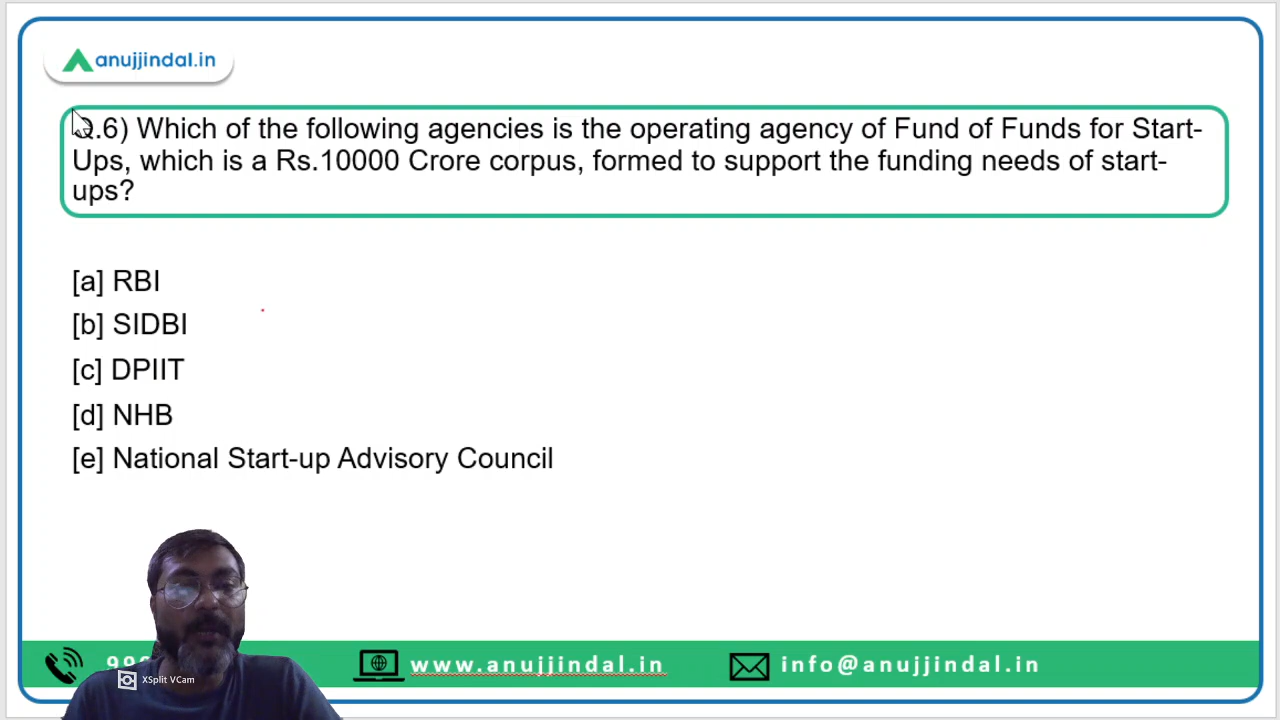 anujjindal.in
Q.6) Which of the following agencies is the operating agency of Fund of Funds for Start-
Ups, which is a Rs.10000 Crore corpus, formed to support the funding needs of start-
ups?
[a] RBI
[b] SIDBI
[c] DPIIT
[d] NHB
[e] National Start-up Advisory Council
www.anujjindal.in
info@anujjindal.in
XSplit VCam